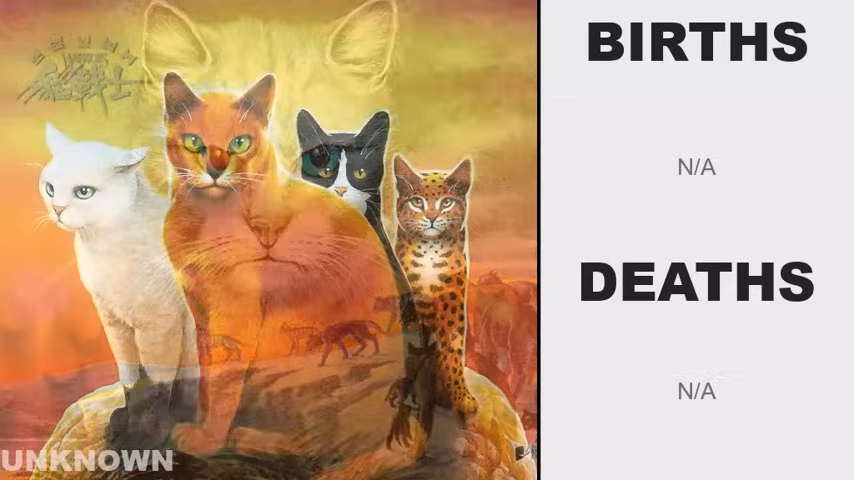 BIRTHS
N/A
DEATHS
N/A
UNKNOWN